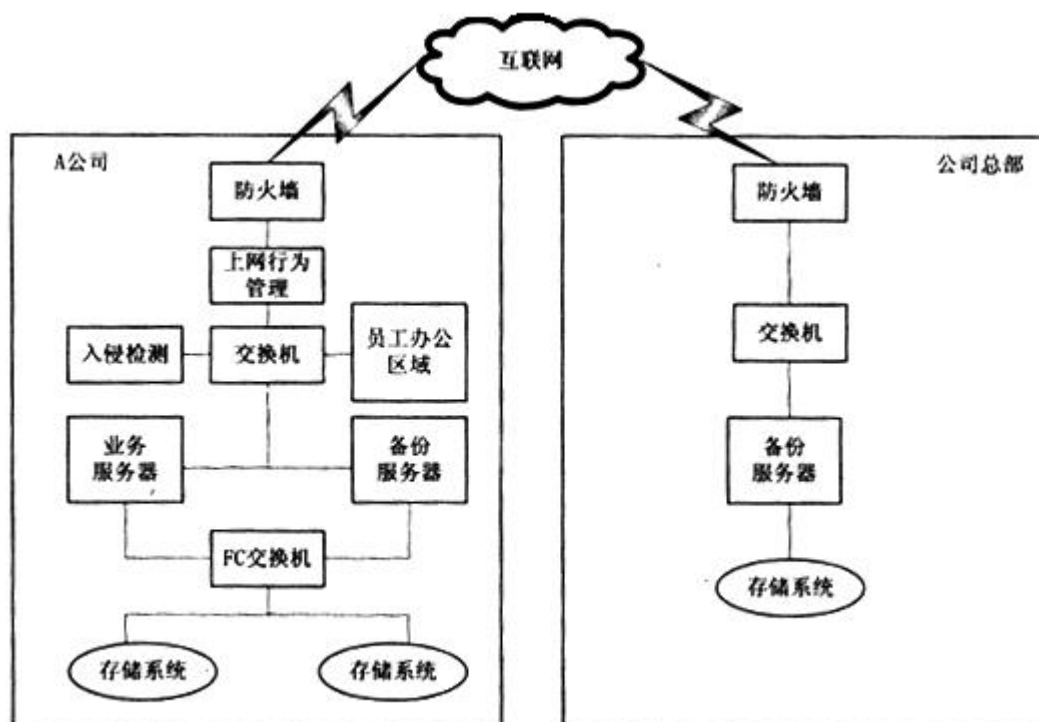 互联网
A公司
防火墙
上网行为
管理
入侵检测
交换机
员工办公
区域
业务
服务器
备份
服务器
FC交换机
存储系统
存储系统
公司总部
防火墙
交换机
备份
服务器
存储系统